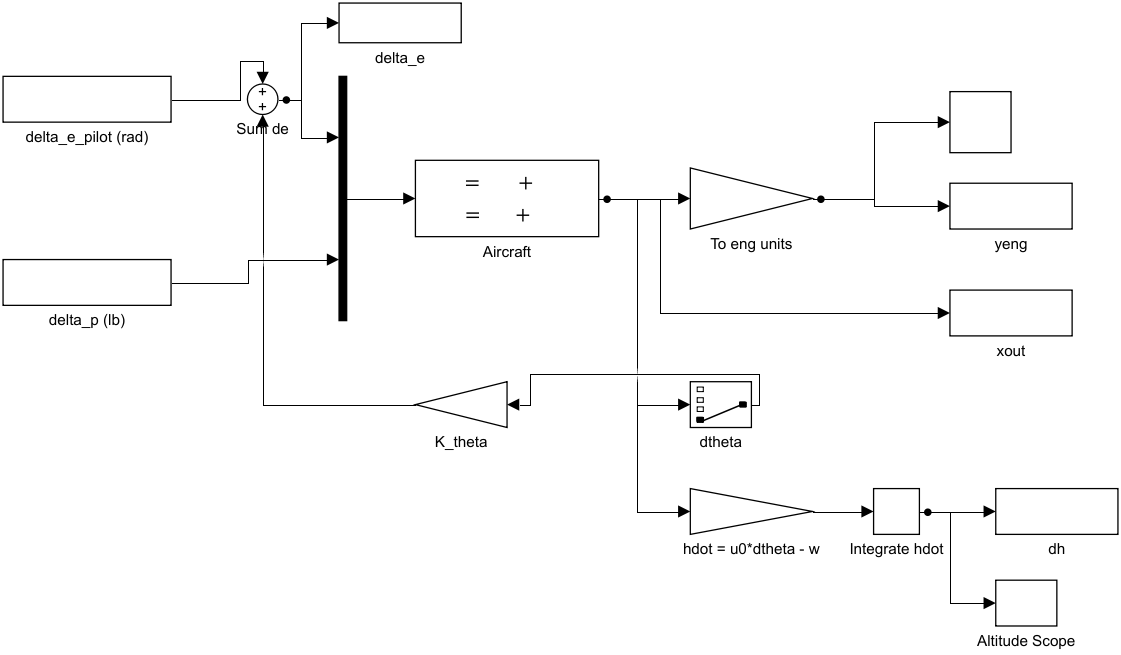 delta_e
+
+
Sum de
delta_e_pilot (rad)
= +
= +
Aircraft
To eng units
yeng
delta_p (lb)
xout
K_theta
dtheta
hdot = u0*dtheta - w
Integrate hdot
dh
Altitude Scope